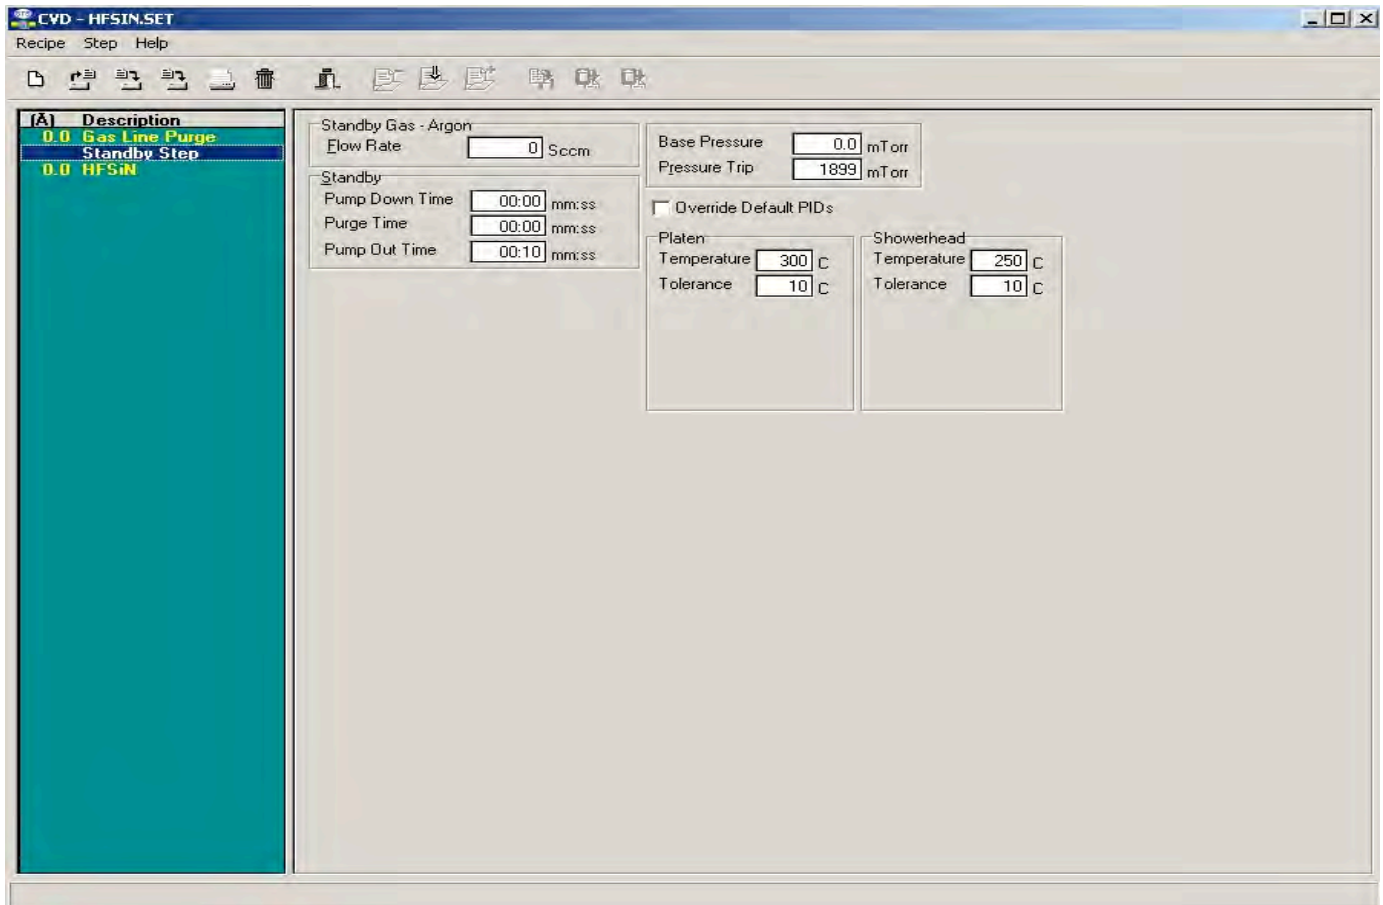 CVD - HFSIN.SET
Recipe Step Help
(Å) Description
0.0 Gas Line Purge
Standby Step
0.0 HFSiN
Standby Gas - Argon
Flow Rate 0 Sccm
Standby
Pump Down Time 00:00 mm:ss
Purge Time 00:00 mm:ss
Pump Out Time 00:10 mm:ss
Base Pressure 0.0 mTorr
Pressure Trip 1899 mTorr
Override Default PIDs
Platen
Temperature 300 C
Tolerance 10 C
Showerhead
Temperature 250 C
Tolerance 10 C